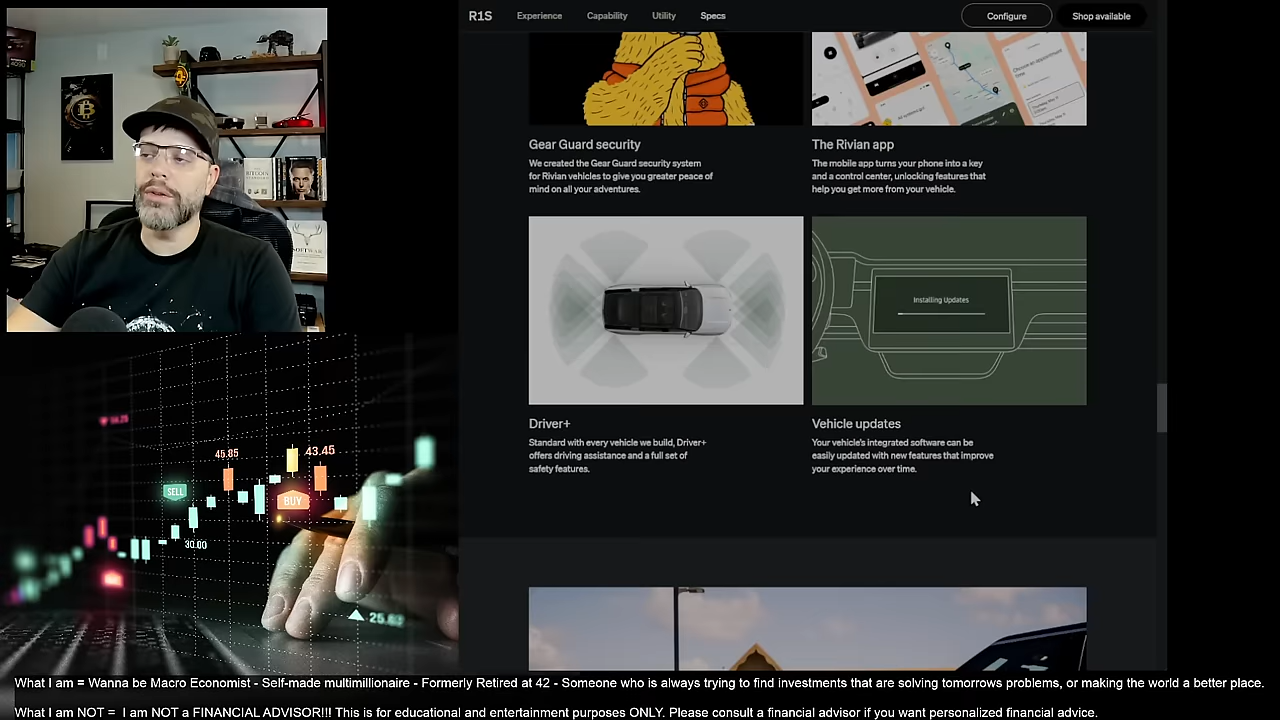 R1S
Experience
Capability
Utility
Specs
Configure
Shop available
Gear Guard security
We created the Gear Guard security system
for Rivian vehicles to give you greater peace of
mind on all your adventures.
The Rivian app
The mobile app turns your phone into a key
and a control center, unlocking features that
help you get more from your vehicle.
Installing Updates
Driver+
Standard with every vehicle we build, Driver+
offers driving assistance and a full set of
safety features.
Vehicle updates
Your vehicle's integrated software can be
easily updated with new features that improve
your experience over time.
BITCOIN
45.85
43.45
SELL
BUY
30.00
25.62
What I am = Wanna be Macro Economist - Self-made multimillionaire - Formerly Retired at 42 - Someone who is always trying to find investments that are solving tomorrows problems, or making the world a better place.
What I am NOT = I am NOT a FINANCIAL ADVISOR!!! This is for educational and entertainment purposes ONLY. Please consult a financial advisor if you want personalized financial advice.